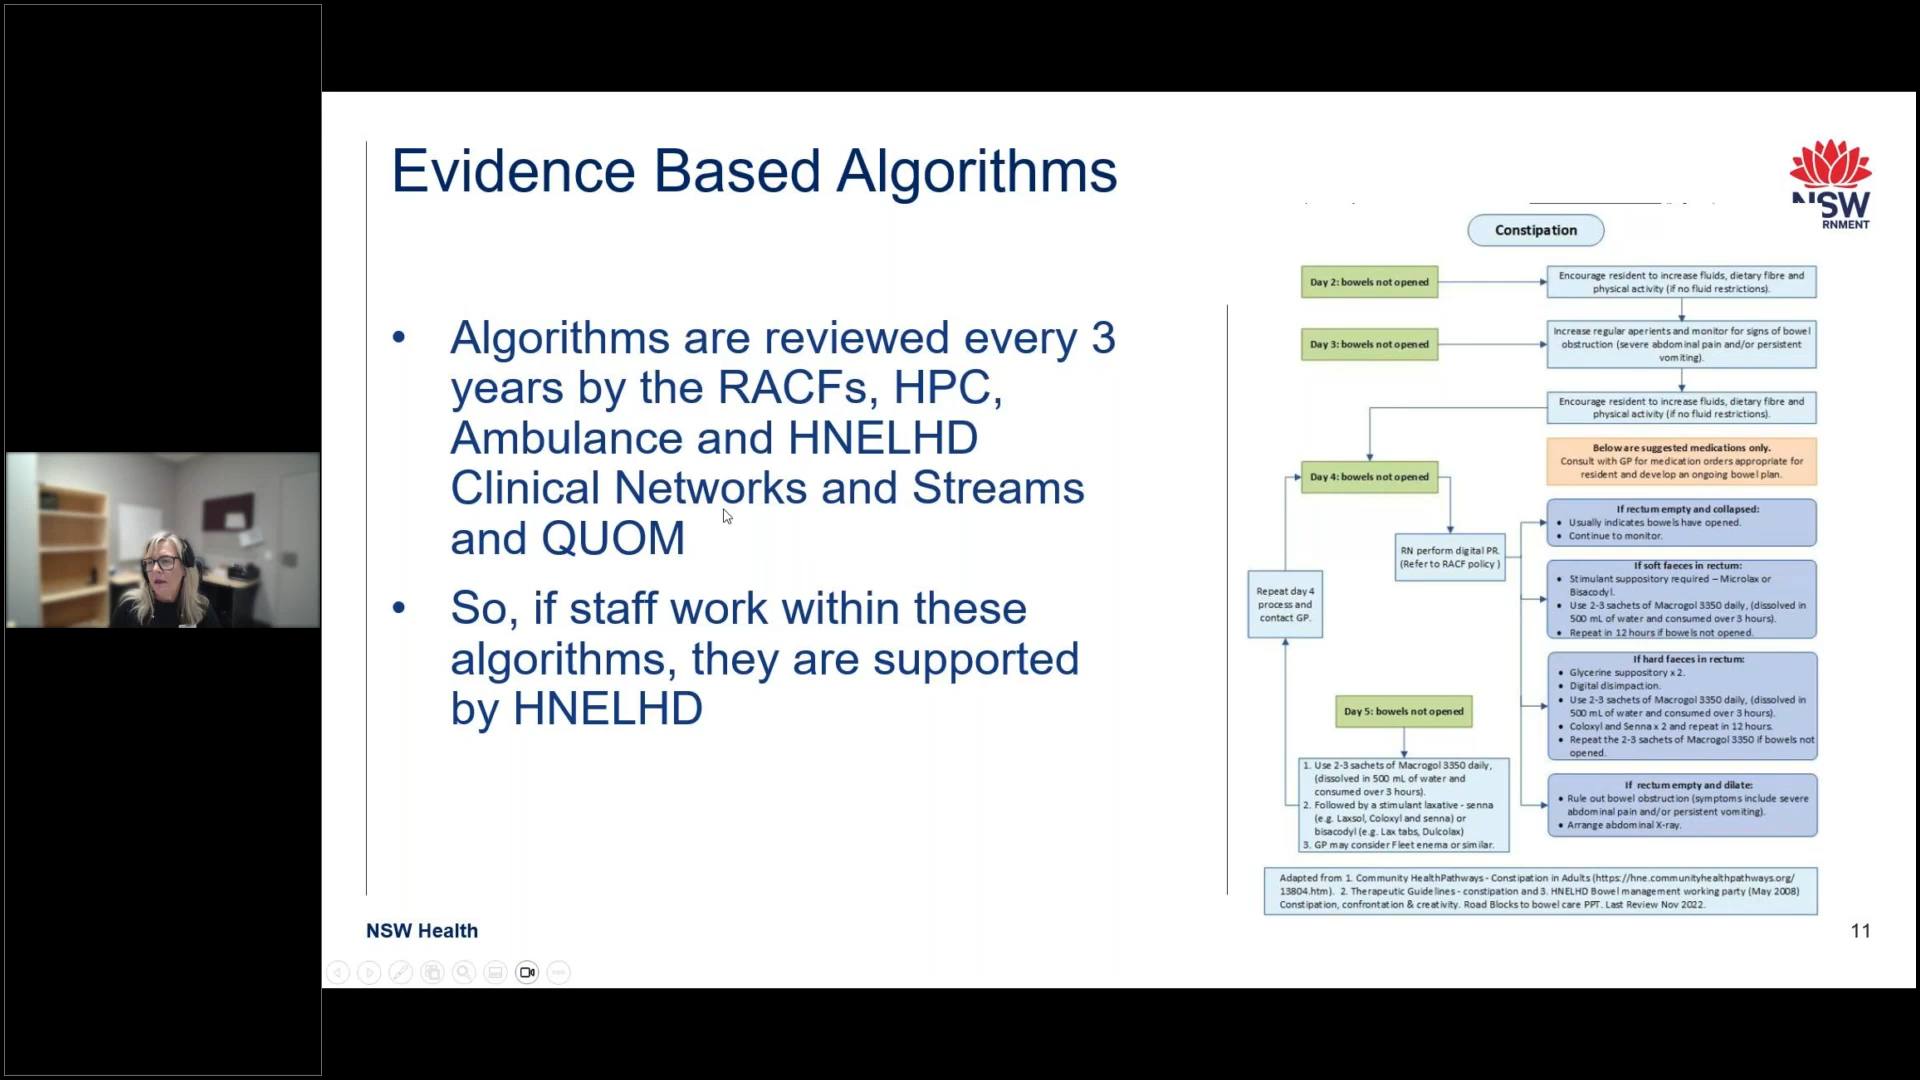 Evidence Based Algorithms
NSW
RNMENT
• Algorithms are reviewed every 3
years by the RACFs, HPC,
Ambulance and HNELHD
Clinical Networks and Streams
and QUOM
• So, if staff work within these
algorithms, they are supported
by HNELHD
Constipation
Day 2: bowels not opened
Encourage resident to increase fluids, dietary fibre and
physical activity (if no fluid restrictions).
Day 3: bowels not opened
Increase regular aperients and monitor for signs of bowel
obstruction (severe abdominal pain and/or persistent
vomiting).
Encourage resident to increase fluids, dietary fibre and
physical activity (if no fluid restrictions).
Below are suggested medications only.
Consult with GP for medication orders appropriate for
resident and develop an ongoing bowel plan.
Day 4: bowels not opened
RN perform digital PR.
(Refer to RACF policy )
If rectum empty and collapsed:
• Usually indicates bowels have opened.
• Continue to monitor.
If soft faeces in rectum:
• Stimulant suppository required – Microlax or
Bisacodyl.
• Use 2-3 sachets of Macrogol 3350 daily, (dissolved in
500 mL of water and consumed over 3 hours).
• Repeat in 12 hours if bowels not opened.
Repeat day 4
process and
contact GP.
If hard faeces in rectum:
• Glycerine suppository x 2.
• Digital disimpaction.
• Use 2-3 sachets of Macrogol 3350 daily, (dissolved in
500 mL of water and consumed over 3 hours).
• Coloxyl and Senna x 2 and repeat in 12 hours.
• Repeat the 2-3 sachets of Macrogol 3350 if bowels not
opened.
Day 5: bowels not opened
1. Use 2-3 sachets of Macrogol 3350 daily,
(dissolved in 500 mL of water and
consumed over 3 hours).
2. Followed by a stimulant laxative - senna
(e.g. Laxsol, Coloxyl and senna) or
bisacodyl (e.g. Lax tabs, Dulcolax)
3. GP may consider Fleet enema or similar.
If rectum empty and dilate:
• Rule out bowel obstruction (symptoms include severe
abdominal pain and/or persistent vomiting).
• Arrange abdominal X-ray.
Adapted from 1. Community HealthPathways - Constipation in Adults (https://hne.communityhealthpathways.org/
13804.htm). 2. Therapeutic Guidelines - constipation and 3. HNELHD Bowel management working party (May 2008)
Constipation, confrontation & creativity. Road Blocks to bowel care PPT. Last Review Nov 2022.
NSW Health
11